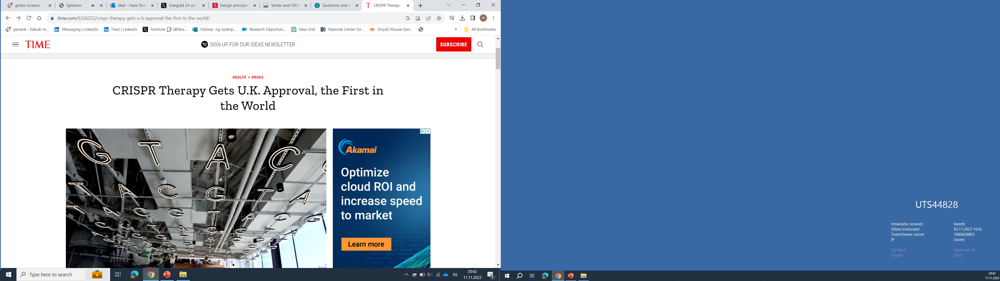 gecko-screens -
Spilarinn
Mail - Hans Tóm
Visegrád 24 on X
Design principles
Vertex and CRISP
Questions and a
CRISPR Therapy
time.com/6336222/crispr-therapy-gets-u-k-approval-the-first-in-the-world/
H
general - Kabuki re...
Messaging | LinkedIn
Feed | LinkedIn
Fesshole (@fess...
Vísinda- og nýsköp...
Research Opportun...
New chat
National Center for...
Smyd5 Mouse Gen...
»
All Bookmarks
TIME
SIGN UP FOR OUR IDEAS NEWSLETTER
SUBSCRIBE
HEALTH • DRUGS
CRISPR Therapy Gets U.K. Approval, the First in
the World
G T A C
T A C G T A
Akamai
Optimize
cloud ROI and
increase speed
to market
Learn more
UTS44828
Innskráður notandi hanstb
Síðast endurræst 03.11.2023 14:42
TeamViewer númer 1680828863
IP (none)
Stýrikerfi Windows 10
Útgáfa 22H2
Type here to search
ISL
20:42
17.11.2023
5
20:42
17.11.2023